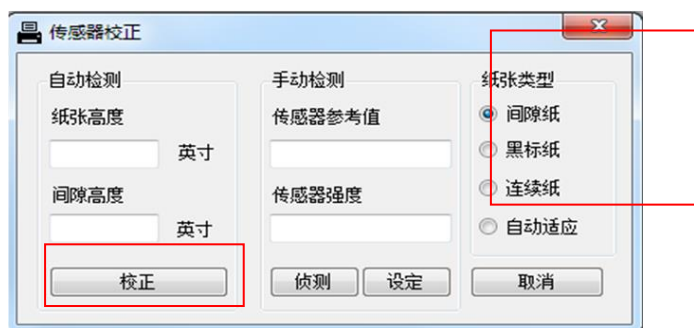 传感器校正
自动检测
纸张高度
英寸
间隙高度
英寸
校正
手动检测
传感器参考值
传感器强度
侦测
设定
纸张类型
间隙纸
黑标纸
连续纸
自动适应
取消